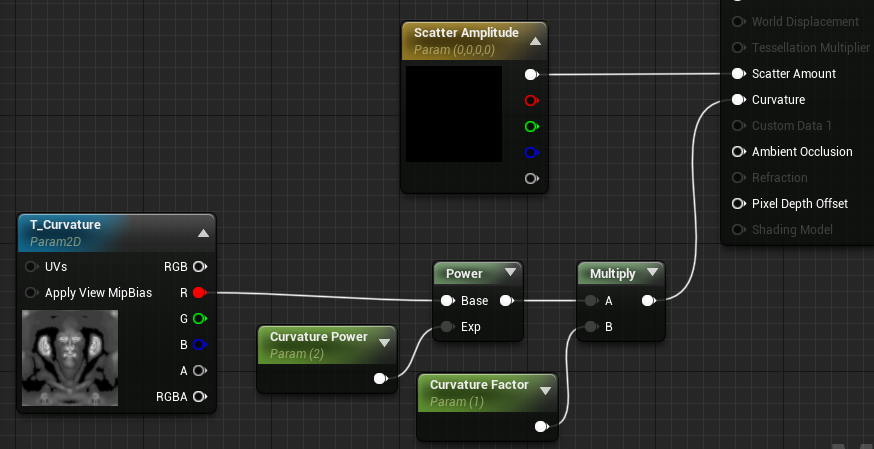 World Displacement
Tessellation Multiplier
Scatter Amplitude
Param (0,0,0,0)
Scatter Amount
Curvature
Custom Data 1
Ambient Occlusion
Refraction
Pixel Depth Offset
Shading Model
T_Curvature
Param2D
UVs
RGB
Apply View MipBias
R
G
B
A
RGBA
Power
Base
Exp
Multiply
A
B
Curvature Power
Param (2)
Curvature Factor
Param (1)